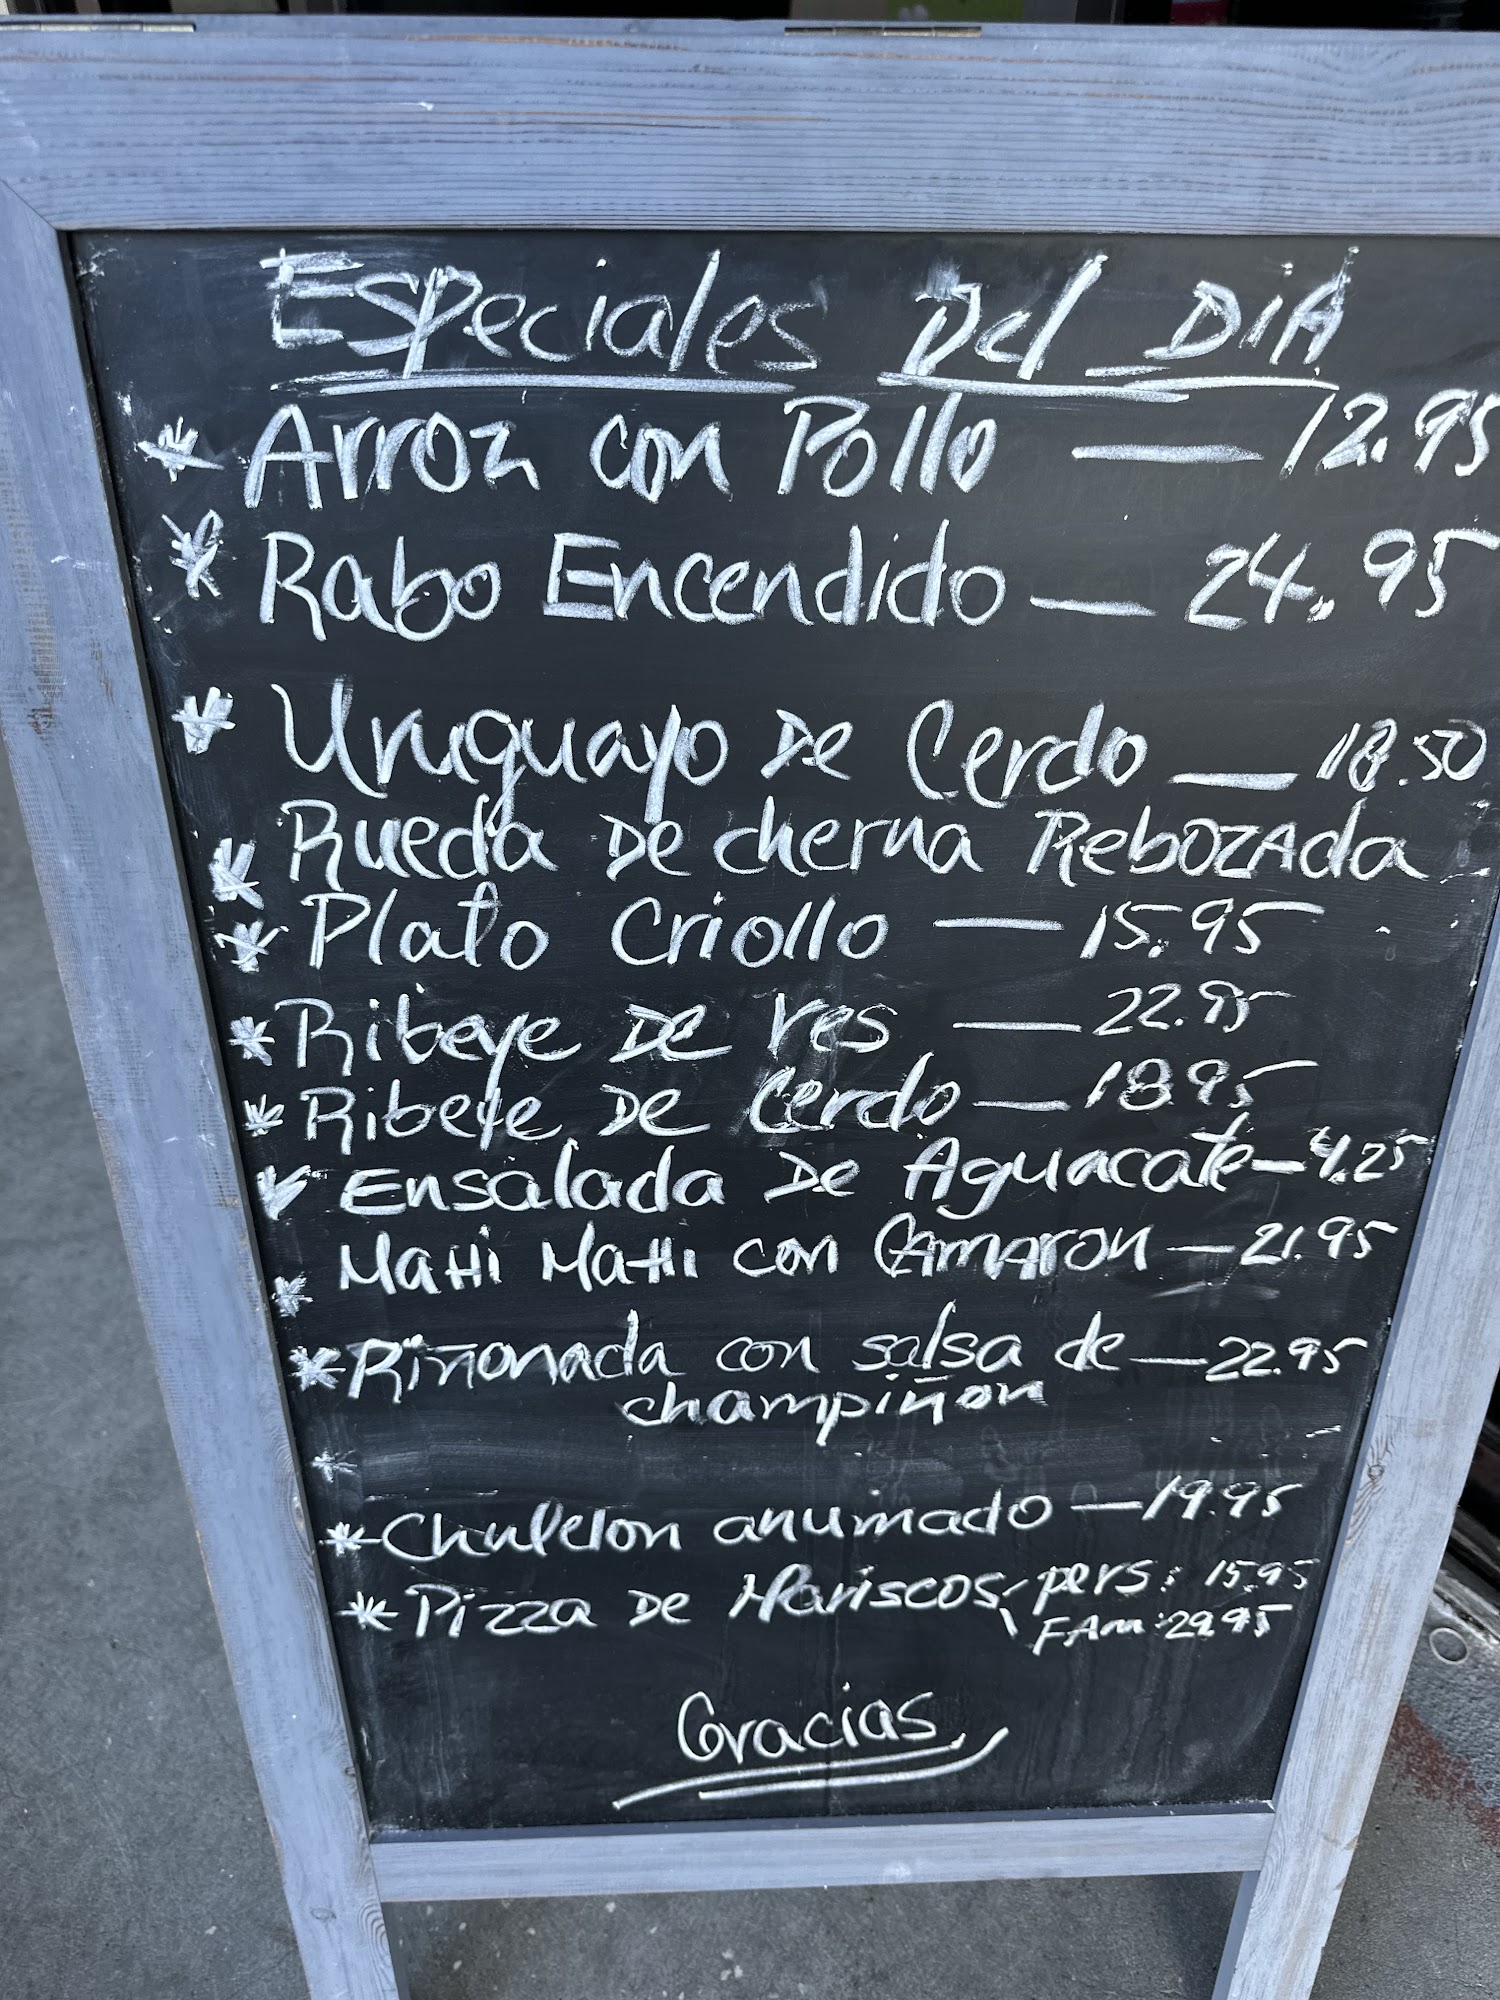 Especiales Del DiA
* Arroz con Pollo — 12.95
* Rabo Encendido — 24.95
* Uruguayo De Cerdo — 18.50
* Rueda De cherna RebOZAda
* Plato Criollo — 15.95
* Ribeye De res — 22.95
* Ribeye De Cerdo — 18.95
* Ensalada De Aguacate — 4.25
* MaHi MaHi con CAMARON — 21.95
* Riñonada con salsa de — 22.95
champiñon
*
* Chuleton ahumado — 19.95
* Pizza De Mariscos pers: 15.95
FAm: 29.95
Gracias